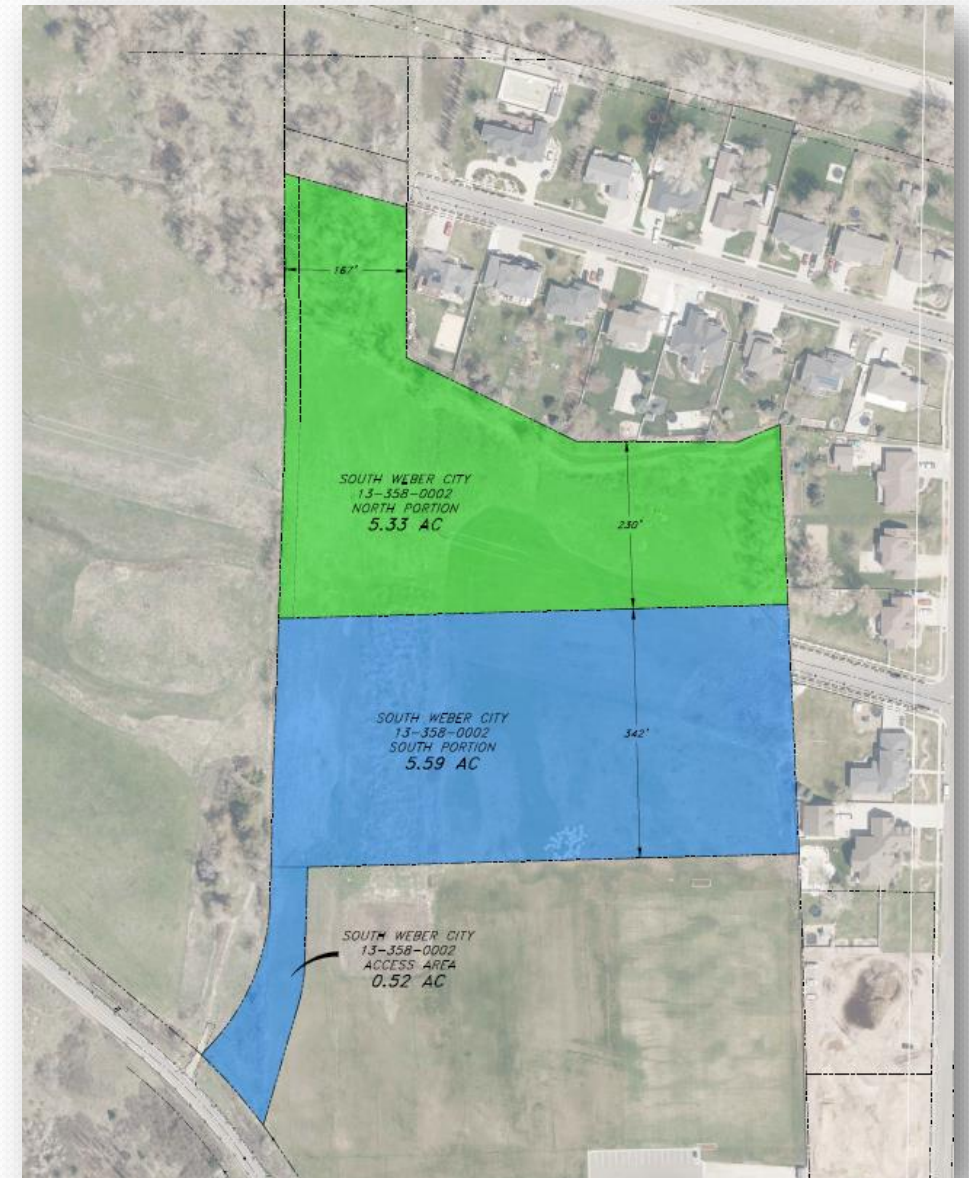 167'
SOUTH WEBER CITY
13-358-0002
NORTH PORTION
5.33 AC
230'
SOUTH WEBER CITY
13-358-0002
SOUTH PORTION
5.59 AC
342'
SOUTH WEBER CITY
13-358-0002
ACCESS AREA
0.52 AC